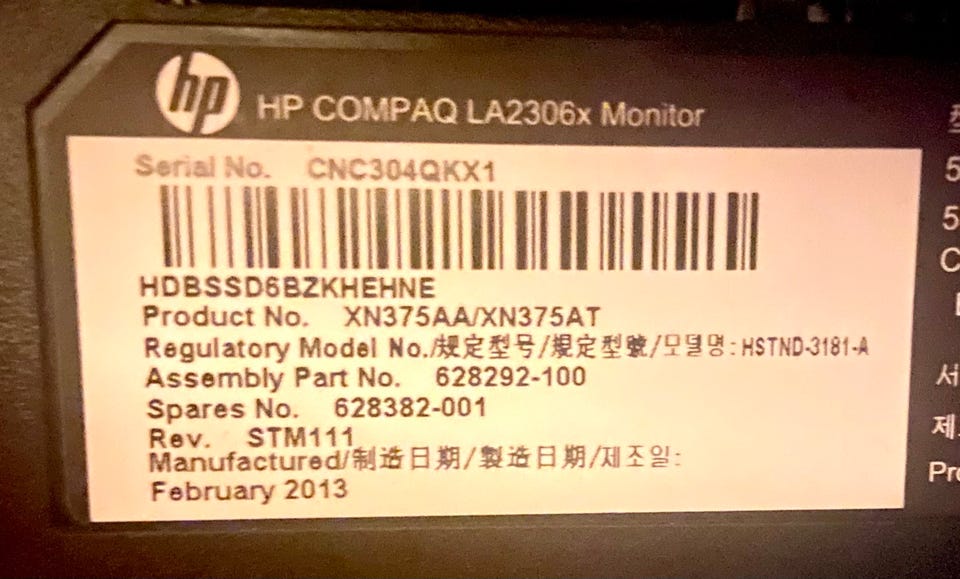 hp HP COMPAQ LA2306x Monitor
Serial No. CNC304QKX1
HDBSSD6BZKHEHNE
Product No. XN375AA/XN375AT
Regulatory Model No./规定型号/規定型號/모델명:HSTND-3181-A
Assembly Part No. 628292-100
Spares No. 628382-001
Rev. STM111
Manufactured/制造日期/製造日期/제조일:
February 2013